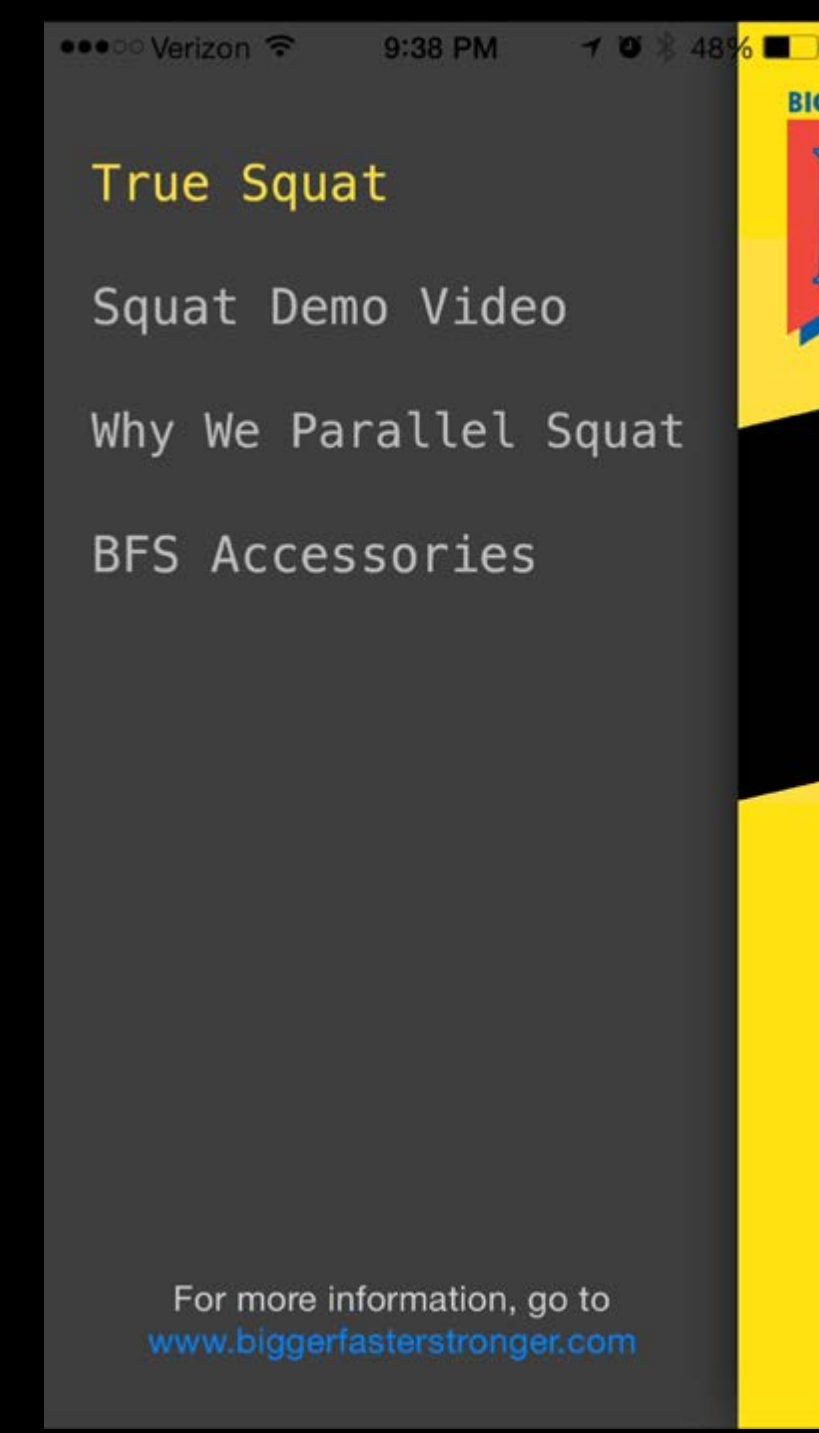 Verizon 9:38 PM 48%
True Squat
Squat Demo Video
Why We Parallel Squat
BFS Accessories
For more information, go to
www.biggerfasterstronger.com